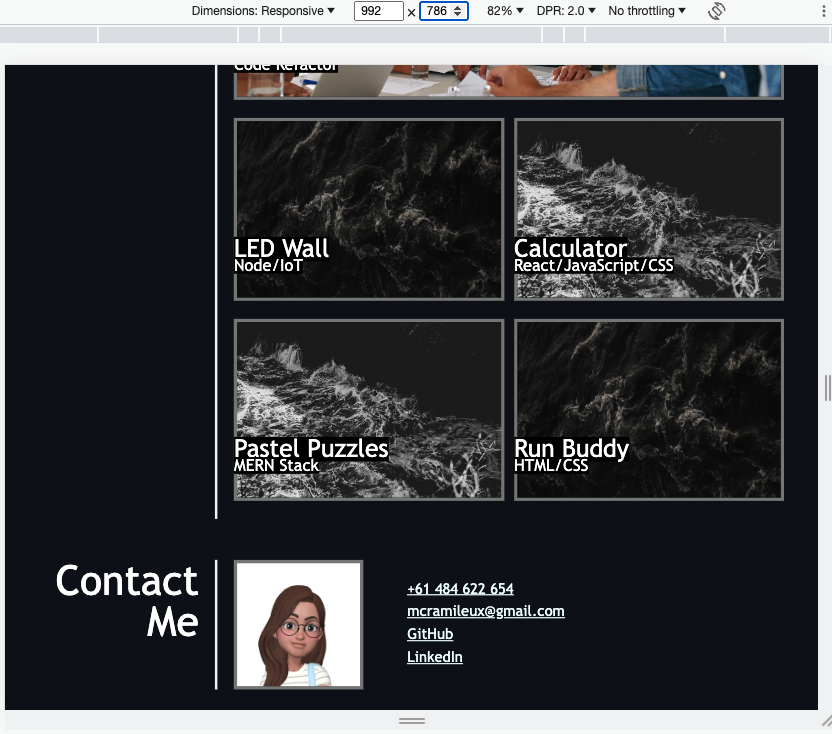 Dimensions: Responsive ▼ 992 × 786 82% ▼ DPR: 2.0 ▼ No throttling ▼
Code Refactor
LED Wall
Node/IoT
Calculator
React/JavaScript/CSS
Pastel Puzzles
MERN Stack
Run Buddy
HTML/CSS
Contact
Me
+61 484 622 654
mcramileux@gmail.com
GitHub
LinkedIn